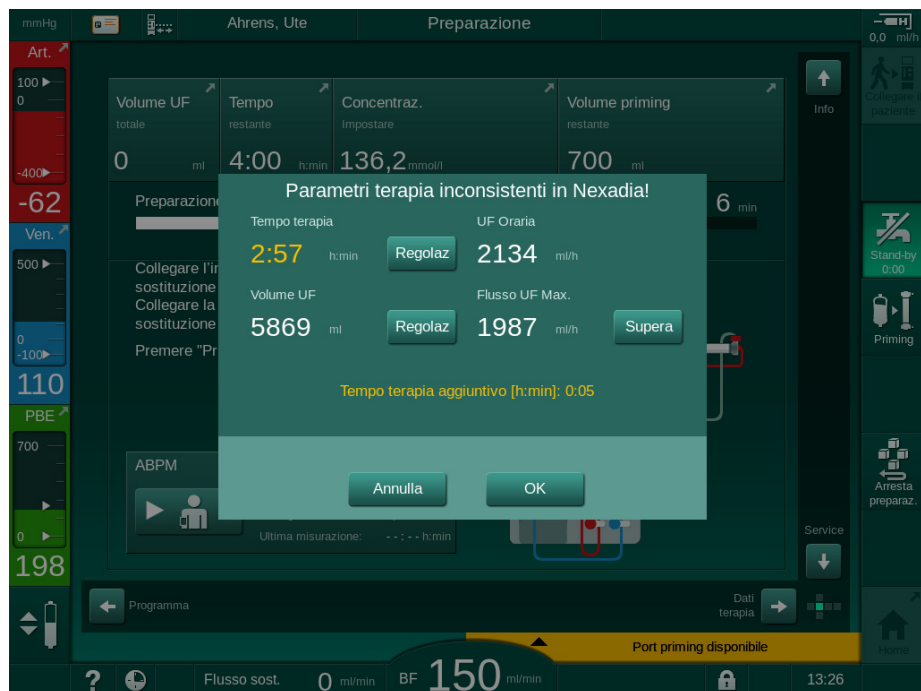 mmHg
Ahrens, Ute
Preparazione
0,0 ml/h
Art.
100
0
-400
-62
Ven.
500
0
-100
110
PBE
700
0
198
Volume UF
totale
0 ml
Tempo
restante
4:00 h:min
Concentraz.
Impostare
136,2 mmol/l
Volume priming
restante
700 ml
Info
Preparazione
6 min
Collegare l'in
sostituzione
Collegare la
sostituzione
Premere "Pr
Parametri terapia inconsistenti in Nexadia!
Tempo terapia
UF Oraria
2:57 h:min Regolaz 2134 ml/h
Volume UF
Flusso UF Max.
5869 ml Regolaz 1987 ml/h Supera
Tempo terapia aggiuntivo [h:min]: 0:05
Annulla OK
ABPM
Ultima misurazione: --:-- h:min
Service
Programma
Dati
terapia
Port priming disponibile
Collegare il
paziente
Stand-by
0:00
Priming
Arresta
preparaz.
Home
?
Flusso sost. 0 ml/min
BF 150 ml/min
13:26